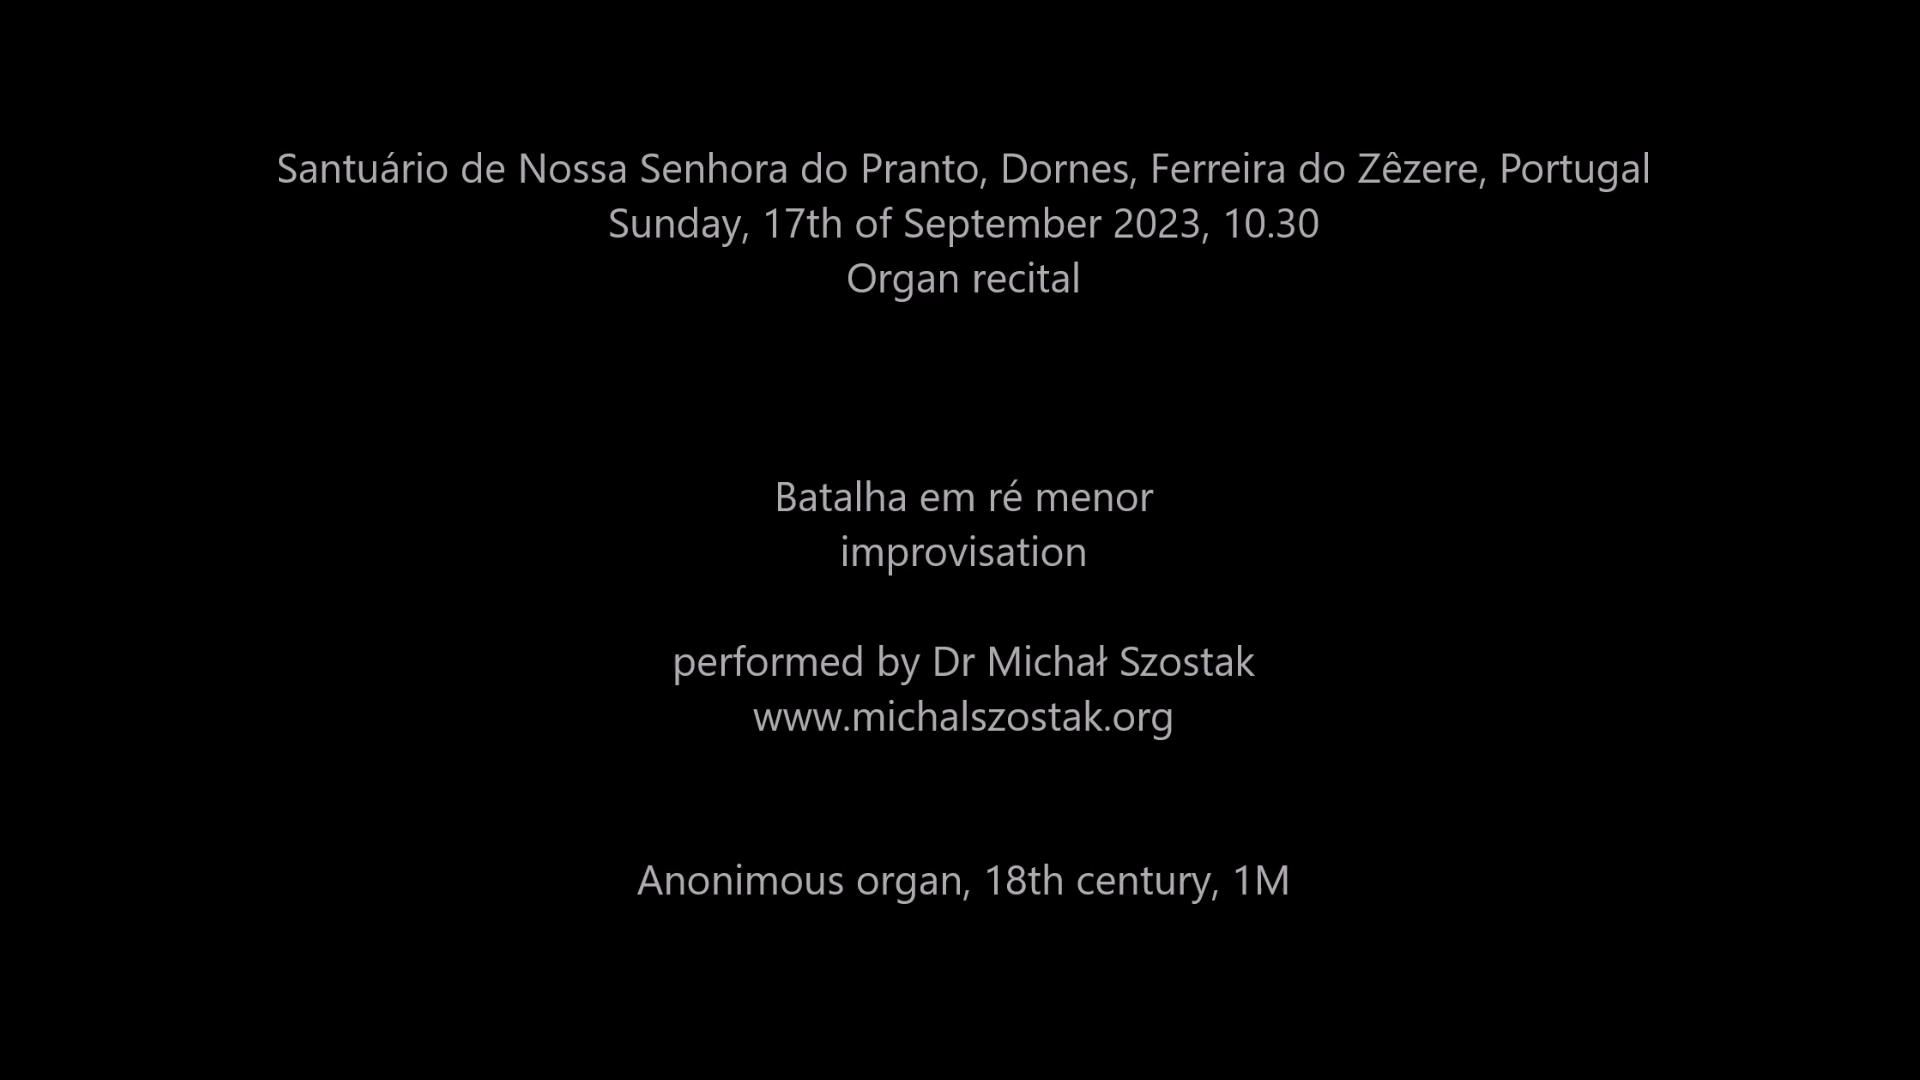 Santuário de Nossa Senhora do Pranto, Dornes, Ferreira do Zêzere, Portugal
Sunday, 17th of September 2023, 10.30
Organ recital
Batalha em ré menor
improvisation
performed by Dr Michał Szostak
www.michalszostak.org
Anonimous organ, 18th century, 1M